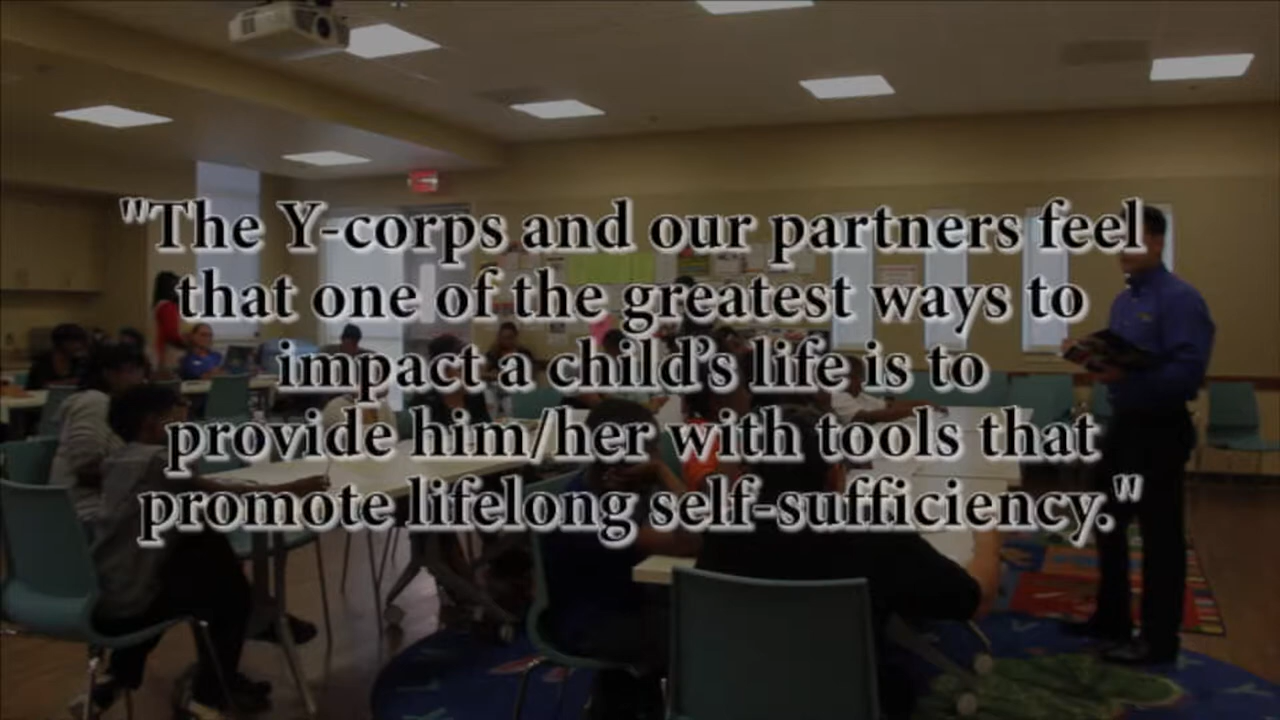 "The Y-corps and our partners feel
that one of the greatest ways to
impact a child’s life is to
provide him/her with tools that
promote lifelong self-sufficiency."